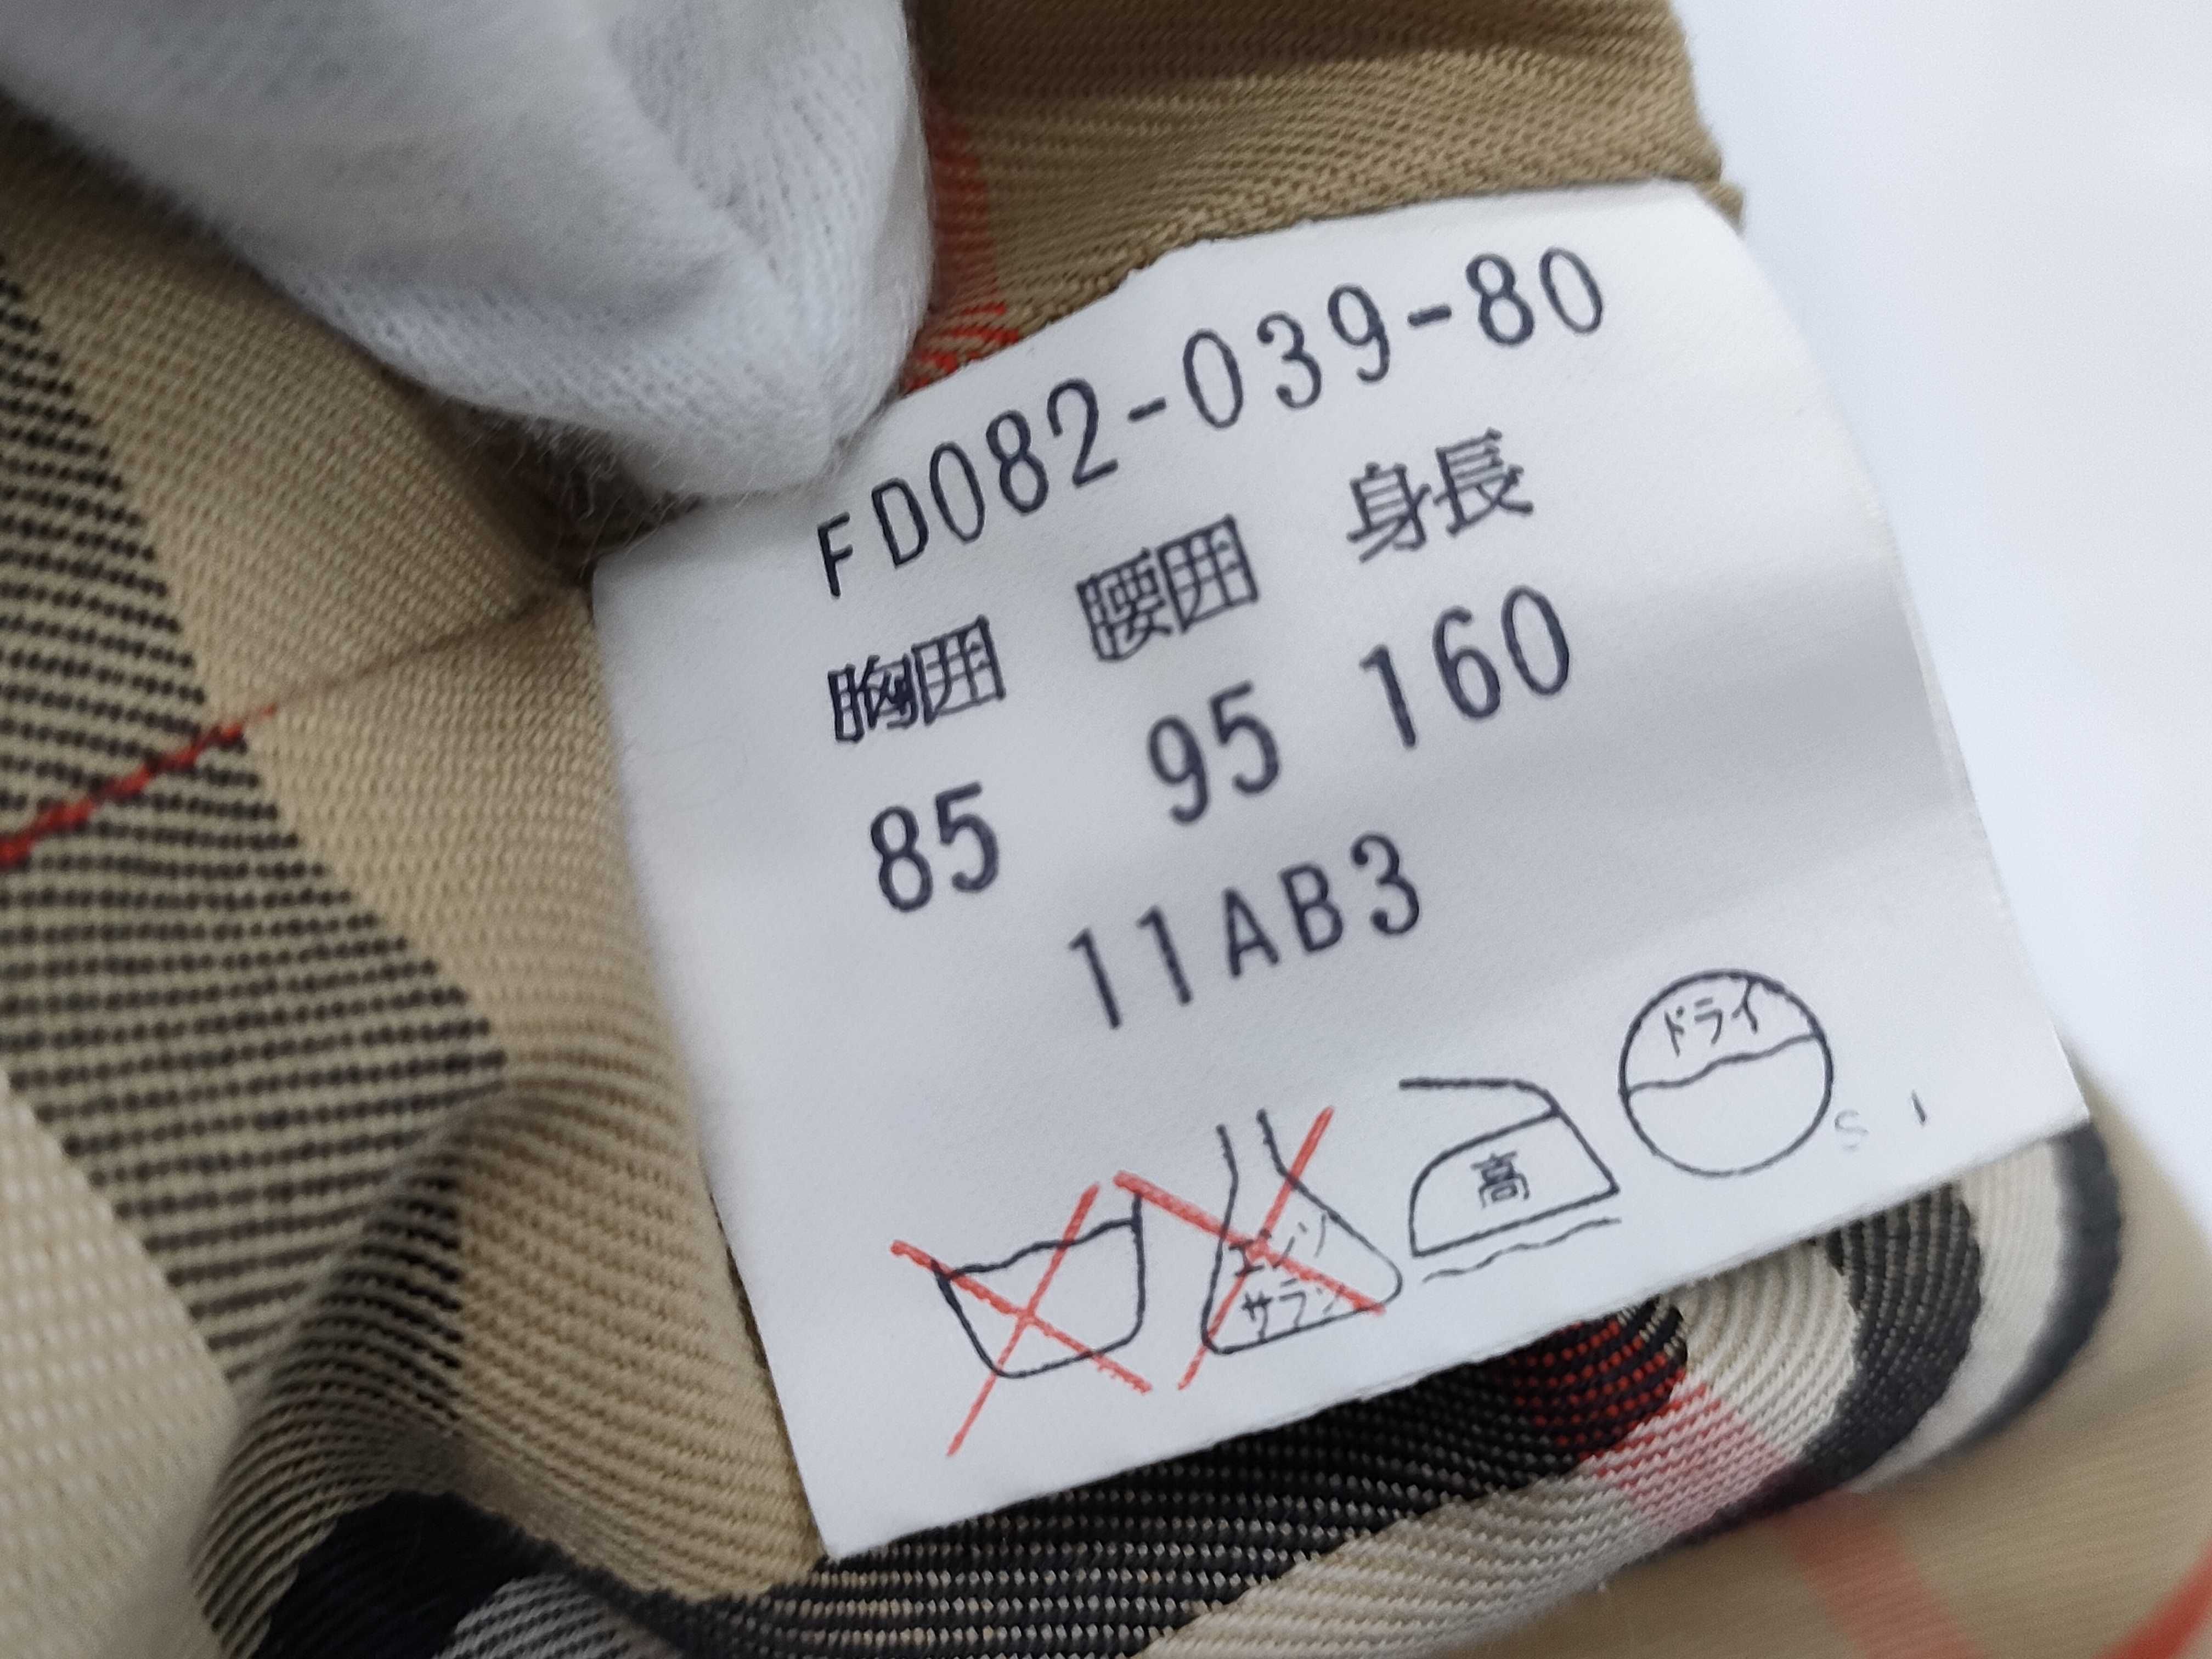 FD082-039-80
胸囲 腰囲 身長
85 95 160
11AB3
エンソ
サラシ
高
ドライ
S I